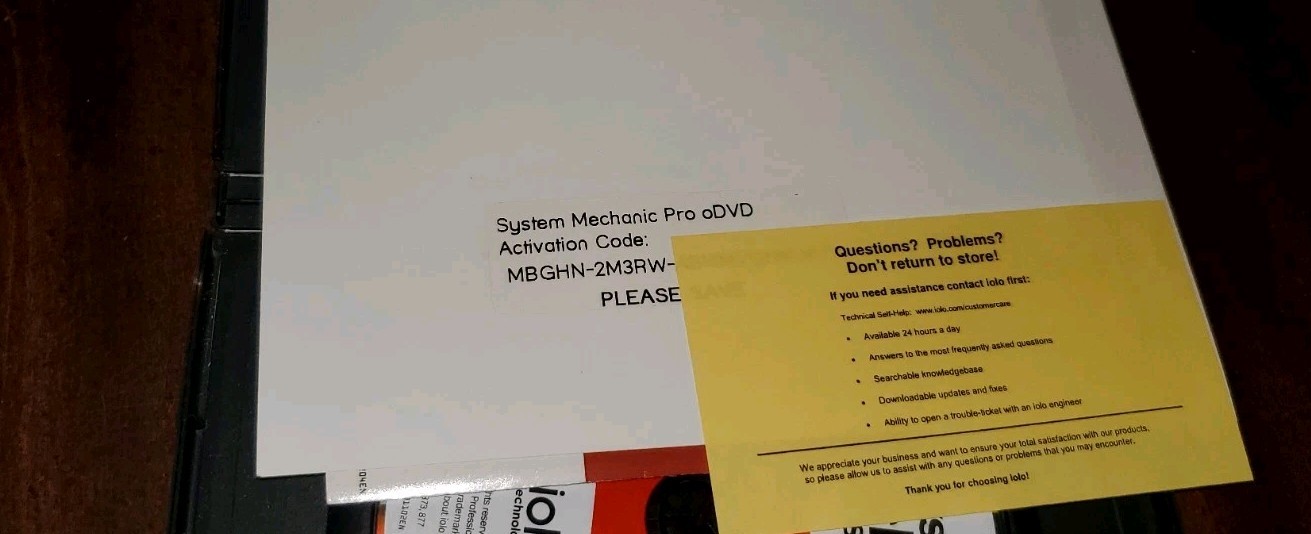 System Mechanic Pro oDVD
Activation Code:
MBGHN-2M3RW-
PLEASE
Questions? Problems?
Don't return to store!
If you need assistance contact iolo first:
Technical Self-Help: www.iolo.com/customercare
• Available 24 hours a day
• Answers to the most frequently asked questions
• Searchable knowledgebase
• Downloadable updates and fixes
• Ability to open a trouble-ticket with an iolo engineer
We appreciate your business and want to ensure your total satisfaction with our products,
so please allow us to assist with any questions or problems that you may encounter.
Thank you for choosing iolo!